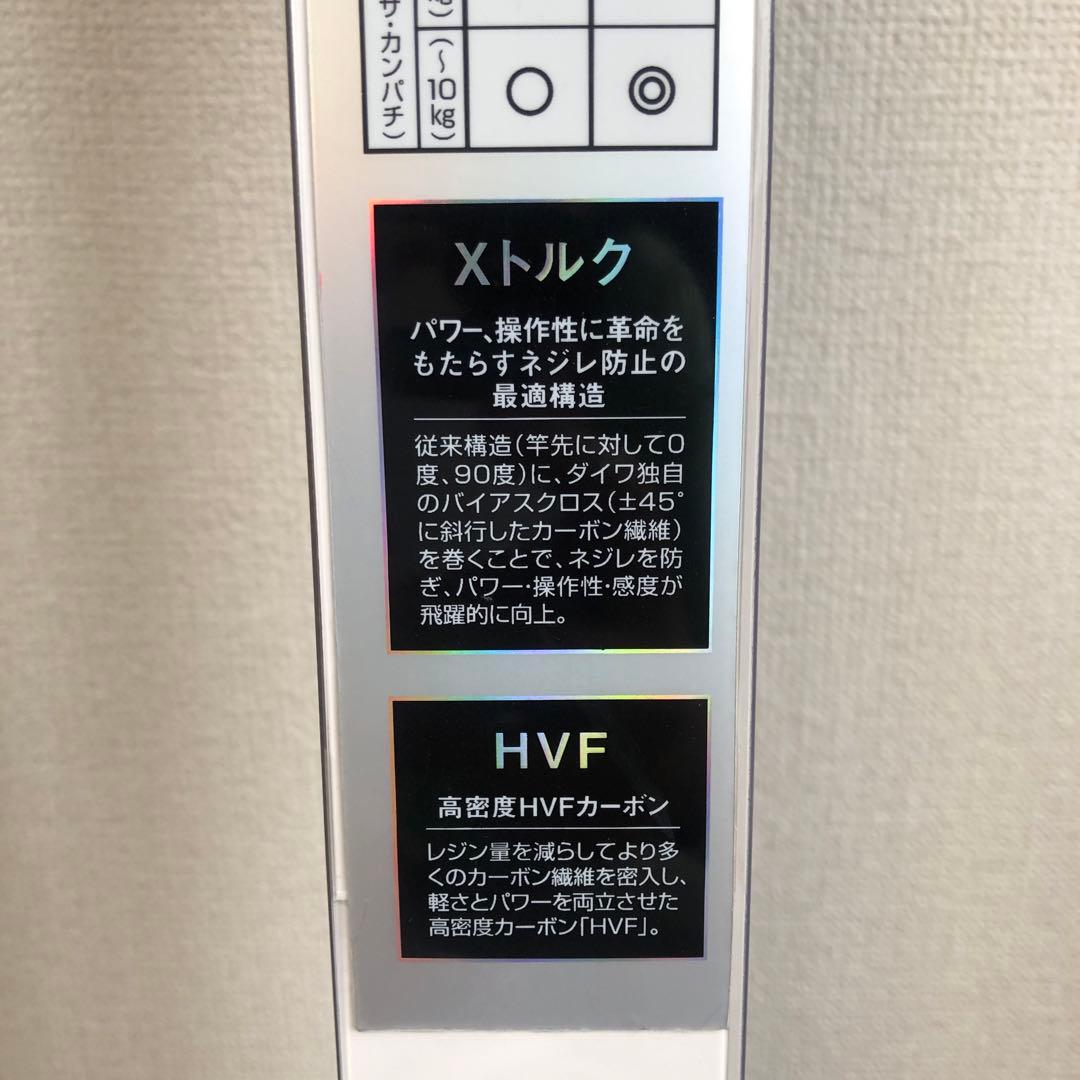 サ・カンパチ）
（〜10kg）
○
◎
Xトルク
パワー、操作性に革命を
もたらすネジレ防止の
最適構造
従来構造（竿先に対して0
度、90度）に、ダイワ独自
のバイアスクロス（±45°
に斜行したカーボン繊維）
を巻くことで、ネジレを防
ぎ、パワー・操作性・感度が
飛躍的に向上。
HVF
高密度HVFカーボン
レジン量を減らしてより多
くのカーボン繊維を密入し、
軽さとパワーを両立させた
高密度カーボン「HVF」。